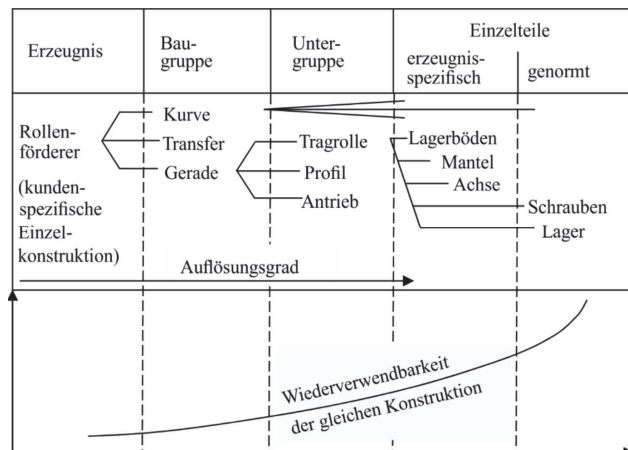 Erzeugnis
Bau-
gruppe
Unter-
gruppe
Einzelteile
erzeugnis-
spezifisch
genormt
Rollen-
förderer
(kunden-
spezifische
Einzel-
konstruktion)
Kurve
Transfer
Gerade
Tragrolle
Profil
Antrieb
Lagerböden
Mantel
Achse
Schrauben
Lager
Auflösungsgrad
Wiederverwendbarkeit
der gleichen Konstruktion